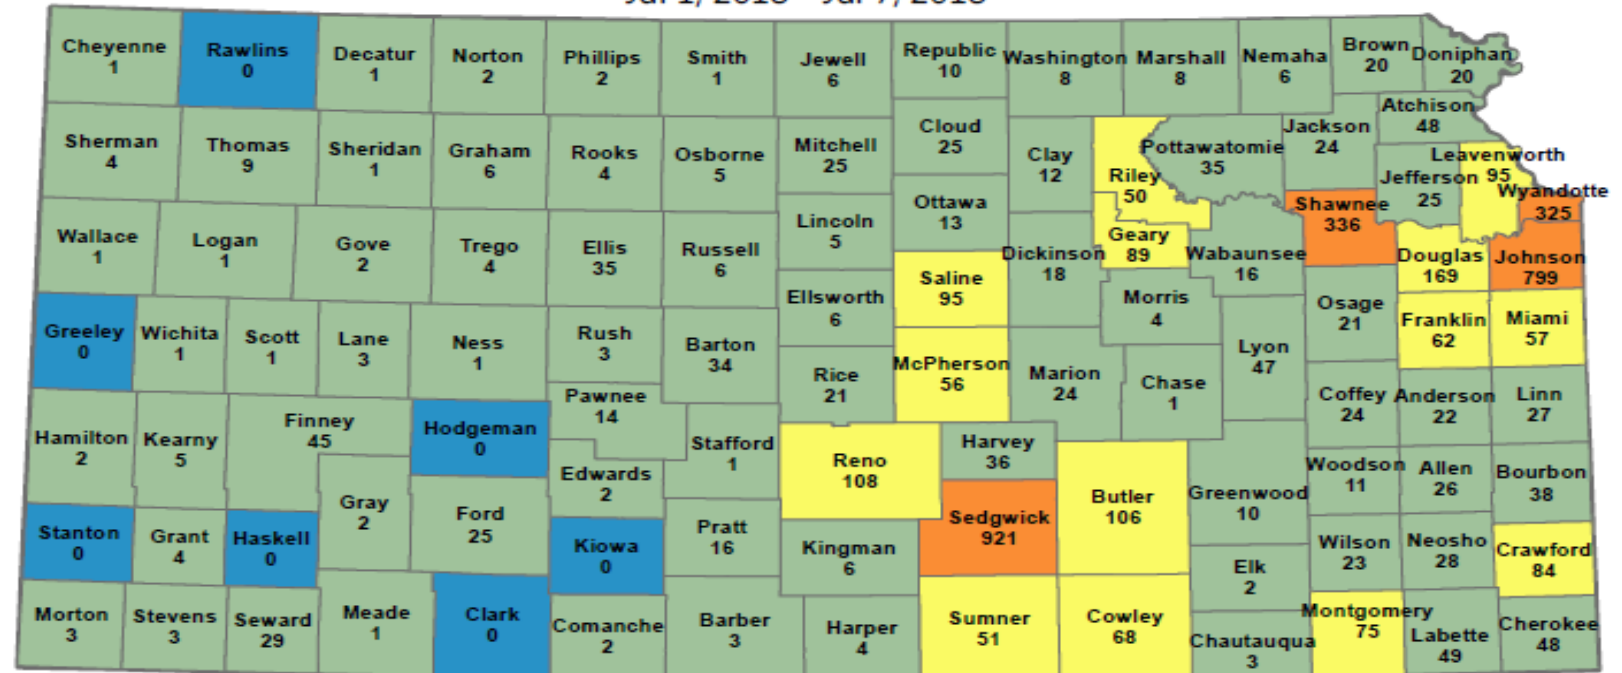 Jul 1, 2018 - Jul 7, 2018
Cheyenne
1
Rawlins
0
Decatur
1
Norton
2
Phillips
2
Smith
1
Jewell
6
Republic
10
Washington
8
Marshall
8
Nemaha
6
Brown
20
Doniphan
20
Sherman
4
Thomas
9
Sheridan
1
Graham
6
Rooks
4
Osborne
5
Mitchell
25
Cloud
25
Clay
12
Riley
50
Pottawatomie
35
Jackson
24
Atchison
48
Jefferson
25
Leavenworth
95
Wyandotte
325
Wallace
1
Logan
1
Gove
2
Trego
4
Ellis
35
Russell
6
Lincoln
5
Ottawa
13
Saline
95
Dickinson
18
Geary
89
Wabaunsee
16
Shawnee
336
Douglas
169
Johnson
799
Greeley
0
Wichita
1
Scott
1
Lane
3
Ness
1
Rush
3
Barton
34
Ellsworth
6
Rice
21
McPherson
56
Marion
24
Morris
4
Chase
1
Lyon
47
Osage
21
Franklin
62
Miami
57
Hamilton
2
Kearny
5
Finney
45
Hodgeman
0
Pawnee
14
Stafford
1
Edwards
2
Reno
108
Harvey
36
Butler
106
Greenwood
10
Coffey
24
Anderson
22
Linn
27
Woodson
11
Allen
26
Bourbon
38
Stanton
0
Grant
4
Haskell
0
Gray
2
Ford
25
Kiowa
0
Pratt
16
Kingman
6
Sedgwick
921
Elk
2
Wilson
23
Neosho
28
Crawford
84
Morton
3
Stevens
3
Seward
29
Meade
1
Clark
0
Comanche
2
Barber
3
Harper
4
Sumner
51
Cowley
68
Chautauqua
3
Montgomery
75
Labette
49
Cherokee
48